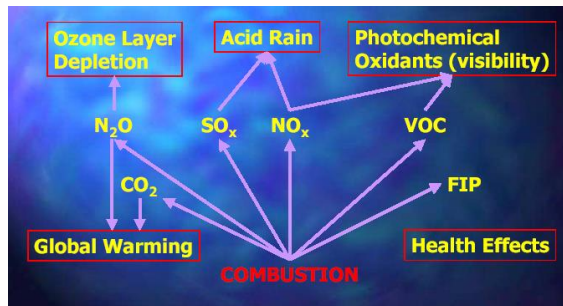 Ozone Layer
Depletion
Acid Rain
Photochemical
Oxidants (visibility)
N₂O
SOₓ
NOₓ
VOC
CO₂
FIP
Global Warming
Health Effects
COMBUSTION